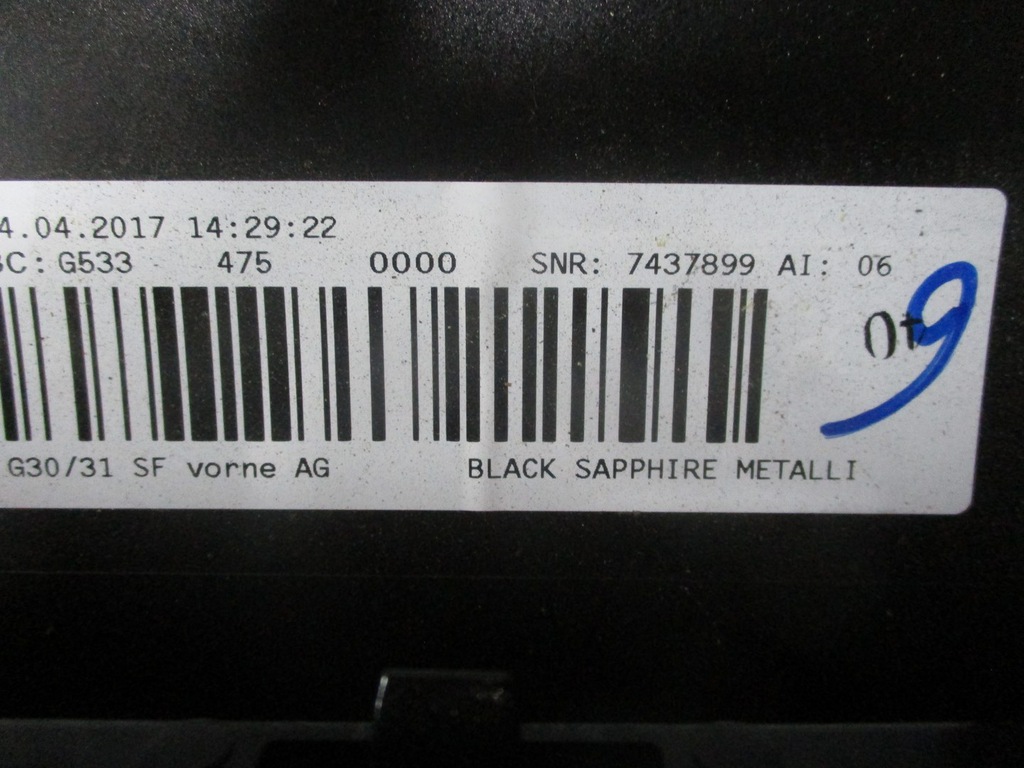 4.04.2017 14:29:22
BC: G533 475 0000 SNR: 7437899 AI: 06
G30/31 SF vorne AG BLACK SAPPHIRE METALLI